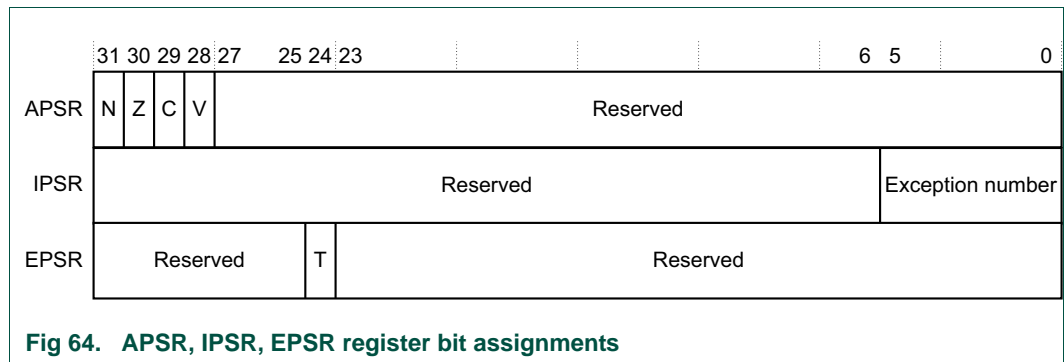 31 30 29 28 27 25 24 23 6 5 0
APSR N Z C V Reserved
IPSR Reserved Exception number
EPSR Reserved T Reserved
Fig 64. APSR, IPSR, EPSR register bit assignments